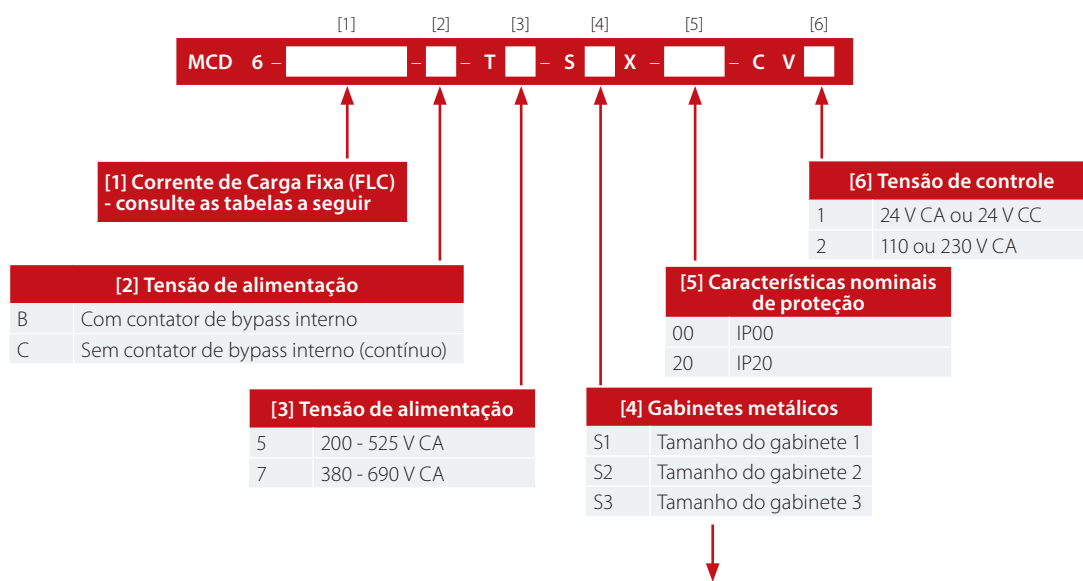 [1] [2] [3] [4] [5] [6]
MCD 6 – – – T – S X – – C V
[1] Corrente de Carga Fixa (FLC)
- consulte as tabelas a seguir
[6] Tensão de controle
1 24 V CA ou 24 V CC
2 110 ou 230 V CA
[2] Tensão de alimentação
B Com contator de bypass interno
C Sem contator de bypass interno (contínuo)
[5] Características nominais
de proteção
00 IP00
20 IP20
[3] Tensão de alimentação
5 200 - 525 V CA
7 380 - 690 V CA
[4] Gabinetes metálicos
S1 Tamanho do gabinete 1
S2 Tamanho do gabinete 2
S3 Tamanho do gabinete 3